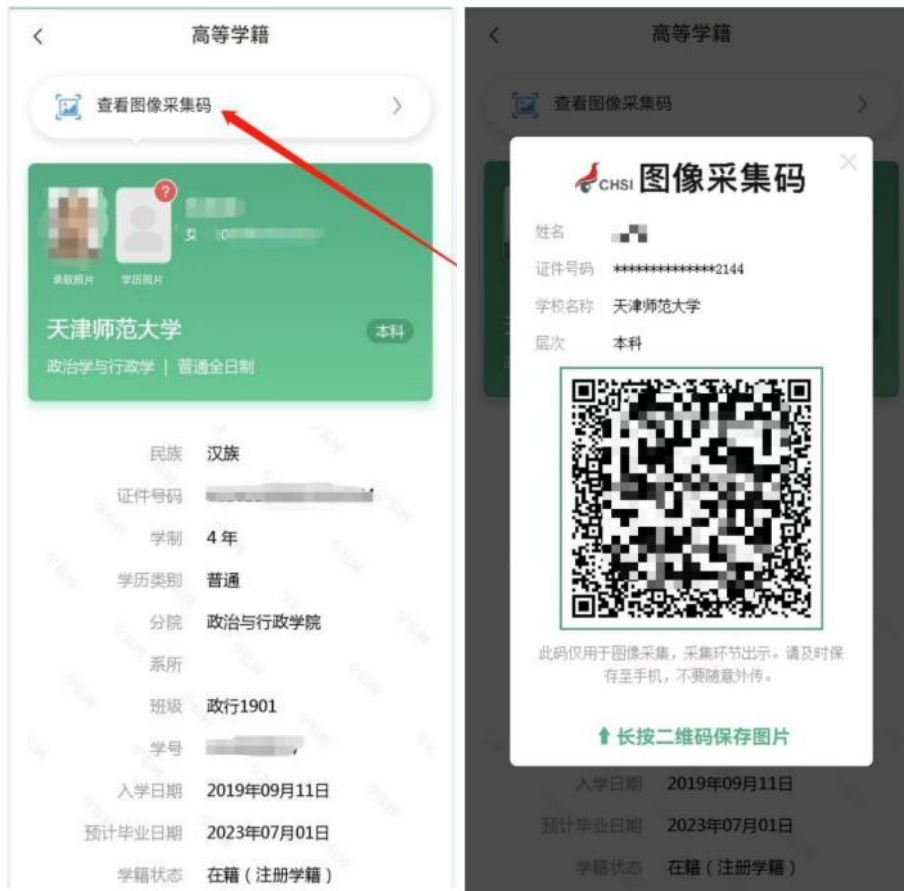 高等学籍
查看图像采集码
?
女
录取照片 学历照片
天津师范大学 本科
政治学与行政学 | 普通全日制
民族 汉族
证件号码
学制 4 年
学历类别 普通
分院 政治与行政学院
系所
班级 政行1901
学号
入学日期 2019年09月11日
预计毕业日期 2023年07月01日
学籍状态 在籍（注册学籍）
高等学籍
查看图像采集码
CHSI 图像采集码
姓名
证件号码 **************2144
学校名称 天津师范大学
层次 本科
此码仅用于图像采集，采集环节出示。请及时保
存至手机，不要随意外传。
长按二维码保存图片
入学日期 2019年09月11日
预计毕业日期 2023年07月01日
学籍状态 在籍（注册学籍）